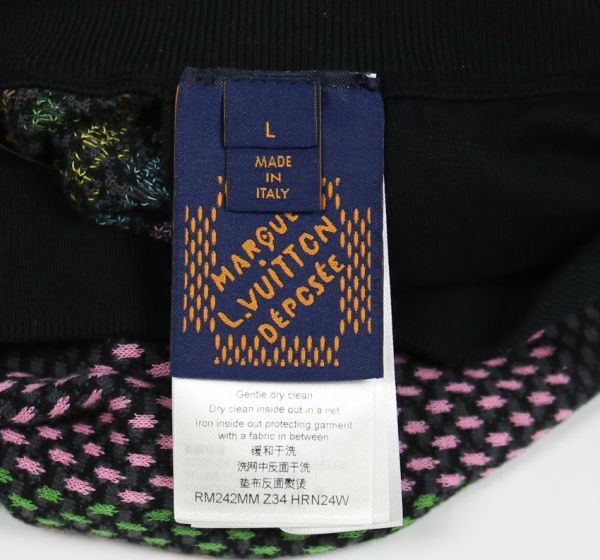 L
MADE
IN
ITALY
MARQUE
L.VUITTON
DÉPOSÉE
Gentle dry clean
Dry clean inside out in a net
Iron inside out protecting garment
with a fabric in between
缓和干洗
洗网中反面干洗
垫布反面熨烫
RM242MM Z34 HRN24W